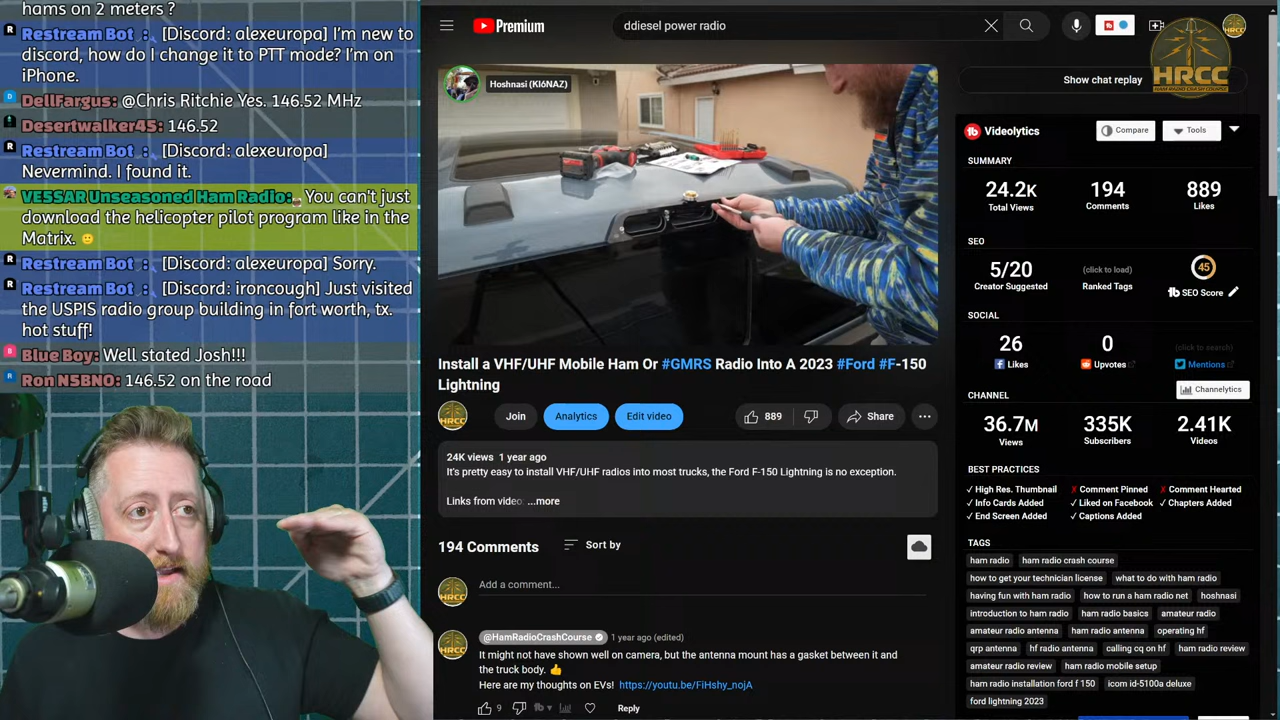 hams on 2 meters ?
Restream Bot : [Discord: alexeuropa] I'm new to
discord, how do I change it to PTT mode? I'm on
iPhone.
DellFargus: @Chris Ritchie Yes. 146.52 MHz
Desertwalker45: 146.52
Restream Bot : [Discord: alexeuropa]
Nevermind. I found it.
VESSAR Unseasoned Ham Radio: You can't just
download the helicopter pilot program like in the
Matrix.
Restream Bot : [Discord: alexeuropa] Sorry.
Restream Bot : [Discord: ironcough] Just visited
the USPIS radio group building in fort worth, tx.
hot stuff!
Blue Boy: Well stated Josh!!!
Ron N5BNO: 146.52 on the road
Premium
ddiesel power radio
HRCC
HAM RADIO CRASH COURSE
Hoshnasi (KI6NAZ)
Install a VHF/UHF Mobile Ham Or #GMRS Radio Into A 2023 #Ford #F-150
Lightning
HRCC
Join
Analytics
Edit video
889
Share
24K views 1 year ago
It's pretty easy to install VHF/UHF radios into most trucks, the Ford F-150 Lightning is no exception.
Links from video: ...more
194 Comments
Sort by
Add a comment...
@HamRadioCrashCourse 1 year ago (edited)
It might not have shown well on camera, but the antenna mount has a gasket between it and
the truck body.
Here are my thoughts on EVs! https://youtu.be/FiHshy_nojA
9
Reply
Show chat replay
Videolytics
Compare
Tools
SUMMARY
24.2K 194 889
Total Views Comments Likes
SEO
5/20 (click to load) 45
Creator Suggested Ranked Tags SEO Score
SOCIAL
26 0 (click to search)
Likes Upvotes Mentions
Channelytics
CHANNEL
36.7M 335K 2.41K
Views Subscribers Videos
BEST PRACTICES
✓ High Res. Thumbnail ✗ Comment Pinned ✗ Comment Hearted
✓ Info Cards Added ✓ Liked on Facebook ✓ Chapters Added
✓ End Screen Added ✓ Captions Added
TAGS
ham radio ham radio crash course
how to get your technician license what to do with ham radio
having fun with ham radio how to run a ham radio net hoshnasi
introduction to ham radio ham radio basics amateur radio
amateur radio antenna ham radio antenna operating hf
qrp antenna hf radio antenna calling cq on hf ham radio review
amateur radio review ham radio mobile setup
ham radio installation ford f 150 icom id-5100a deluxe
ford lightning 2023